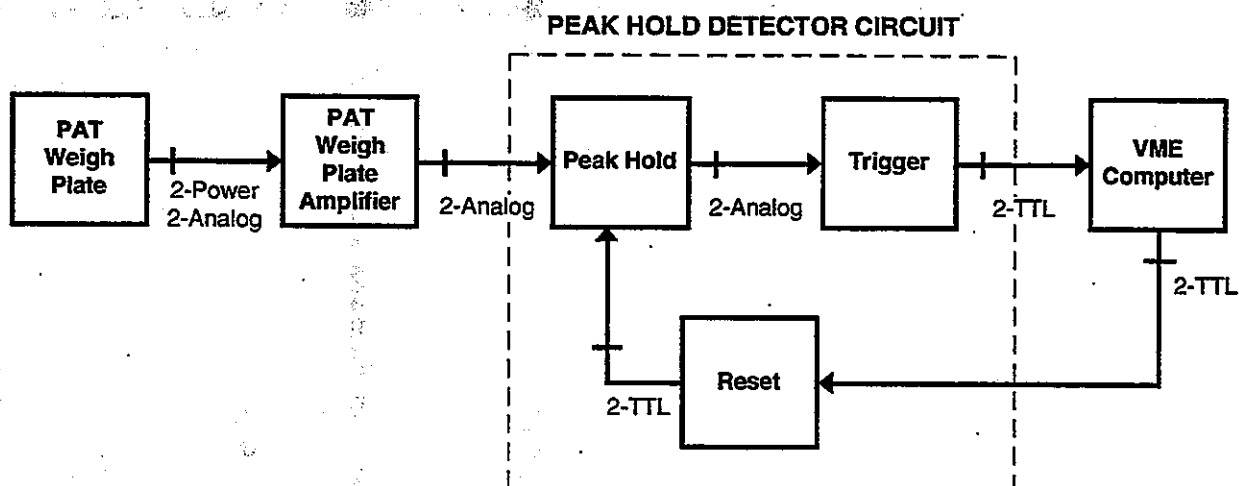 PEAK HOLD DETECTOR CIRCUIT
PAT
Weigh
Plate
2-Power
2-Analog
PAT
Weigh
Plate
Amplifier
2-Analog
Peak Hold
2-Analog
Trigger
2-TTL
VME
Computer
2-TTL
Reset
2-TTL